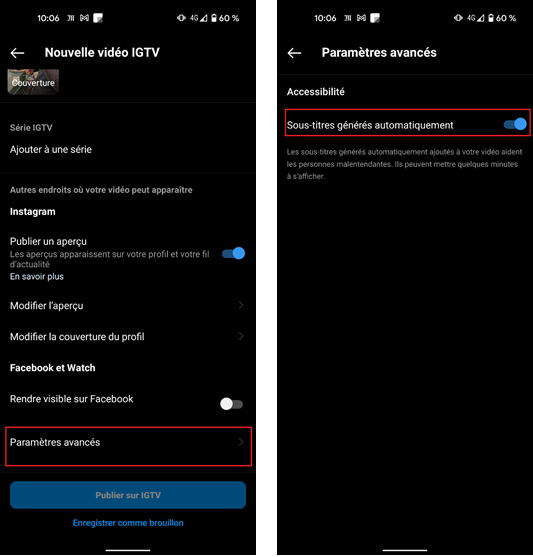 10:06
4G
60 %
Nouvelle vidéo IGTV
Couverture
Série IGTV
Ajouter à une série
Autres endroits où votre vidéo peut apparaître
Instagram
Publier un aperçu
Les aperçus apparaissent sur votre profil et votre fil
d'actualité
En savoir plus
Modifier l'aperçu
Modifier la couverture du profil
Facebook et Watch
Rendre visible sur Facebook
Paramètres avancés
Publier sur IGTV
Enregistrer comme brouillon
10:06
4G
60 %
Paramètres avancés
Accessibilité
Sous-titres générés automatiquement
Les sous-titres générés automatiquement ajoutés à votre vidéo aident
les personnes malentendantes. Ils peuvent mettre quelques minutes
à s'afficher.